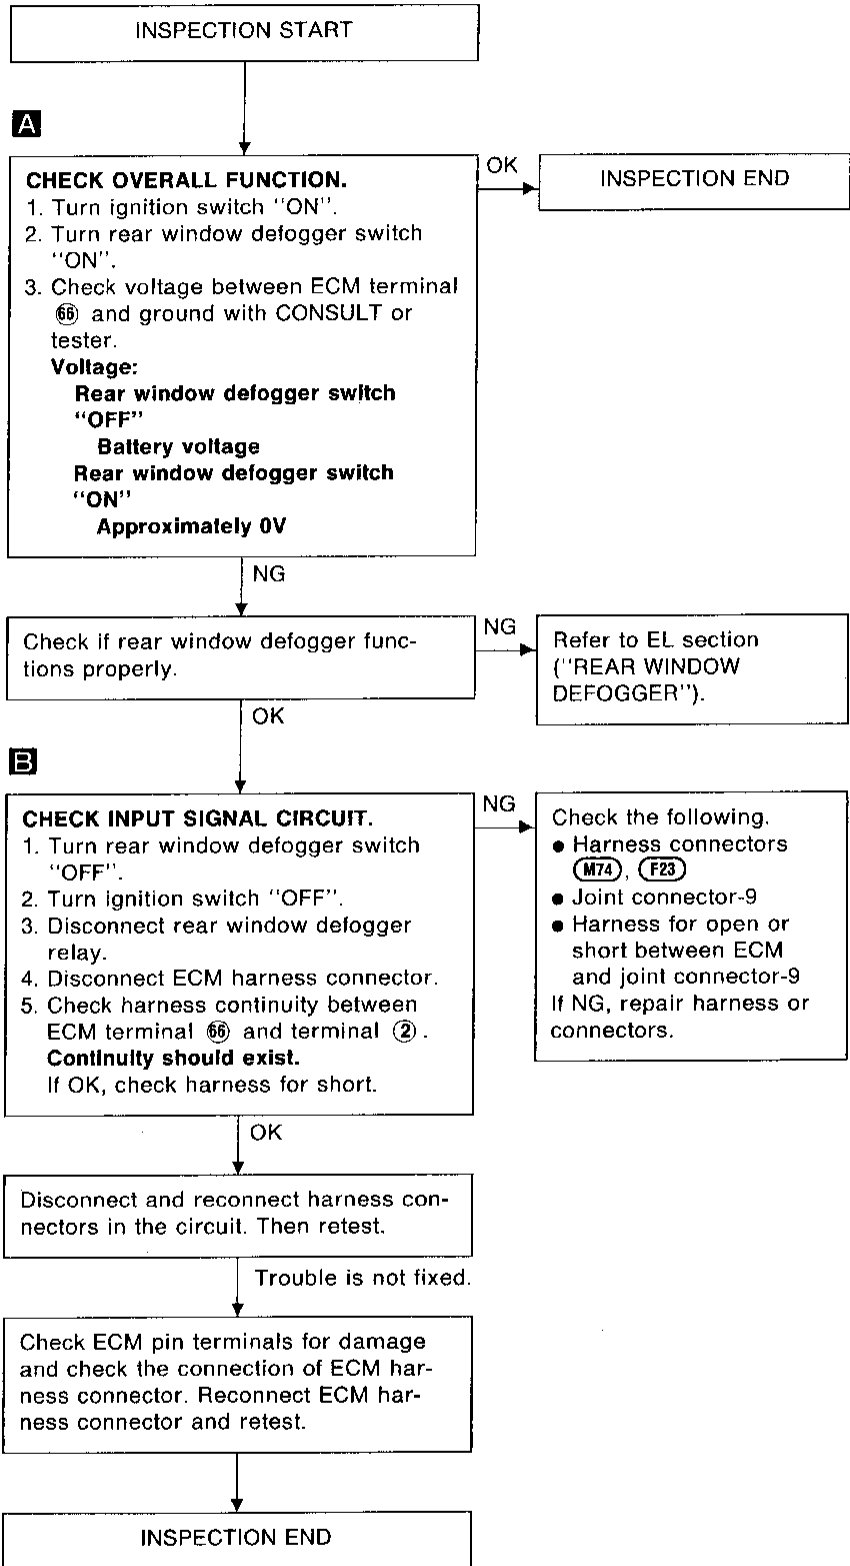 INSPECTION START
A
CHECK OVERALL FUNCTION.
1. Turn ignition switch "ON".
2. Turn rear window defogger switch
"ON".
3. Check voltage between ECM terminal
66 and ground with CONSULT or
tester.
Voltage:
Rear window defogger switch
"OFF"
Battery voltage
Rear window defogger switch
"ON"
Approximately 0V
OK
INSPECTION END
NG
Check if rear window defogger func-
tions properly.
NG
Refer to EL section
("REAR WINDOW
DEFOGGER").
OK
B
CHECK INPUT SIGNAL CIRCUIT.
1. Turn rear window defogger switch
"OFF".
2. Turn ignition switch "OFF".
3. Disconnect rear window defogger
relay.
4. Disconnect ECM harness connector.
5. Check harness continuity between
ECM terminal 66 and terminal 2.
Continuity should exist.
If OK, check harness for short.
NG
Check the following.
● Harness connectors
M74, F23
● Joint connector-9
● Harness for open or
short between ECM
and joint connector-9
If NG, repair harness or
connectors.
OK
Disconnect and reconnect harness con-
nectors in the circuit. Then retest.
Trouble is not fixed.
Check ECM pin terminals for damage
and check the connection of ECM har-
ness connector. Reconnect ECM har-
ness connector and retest.
INSPECTION END